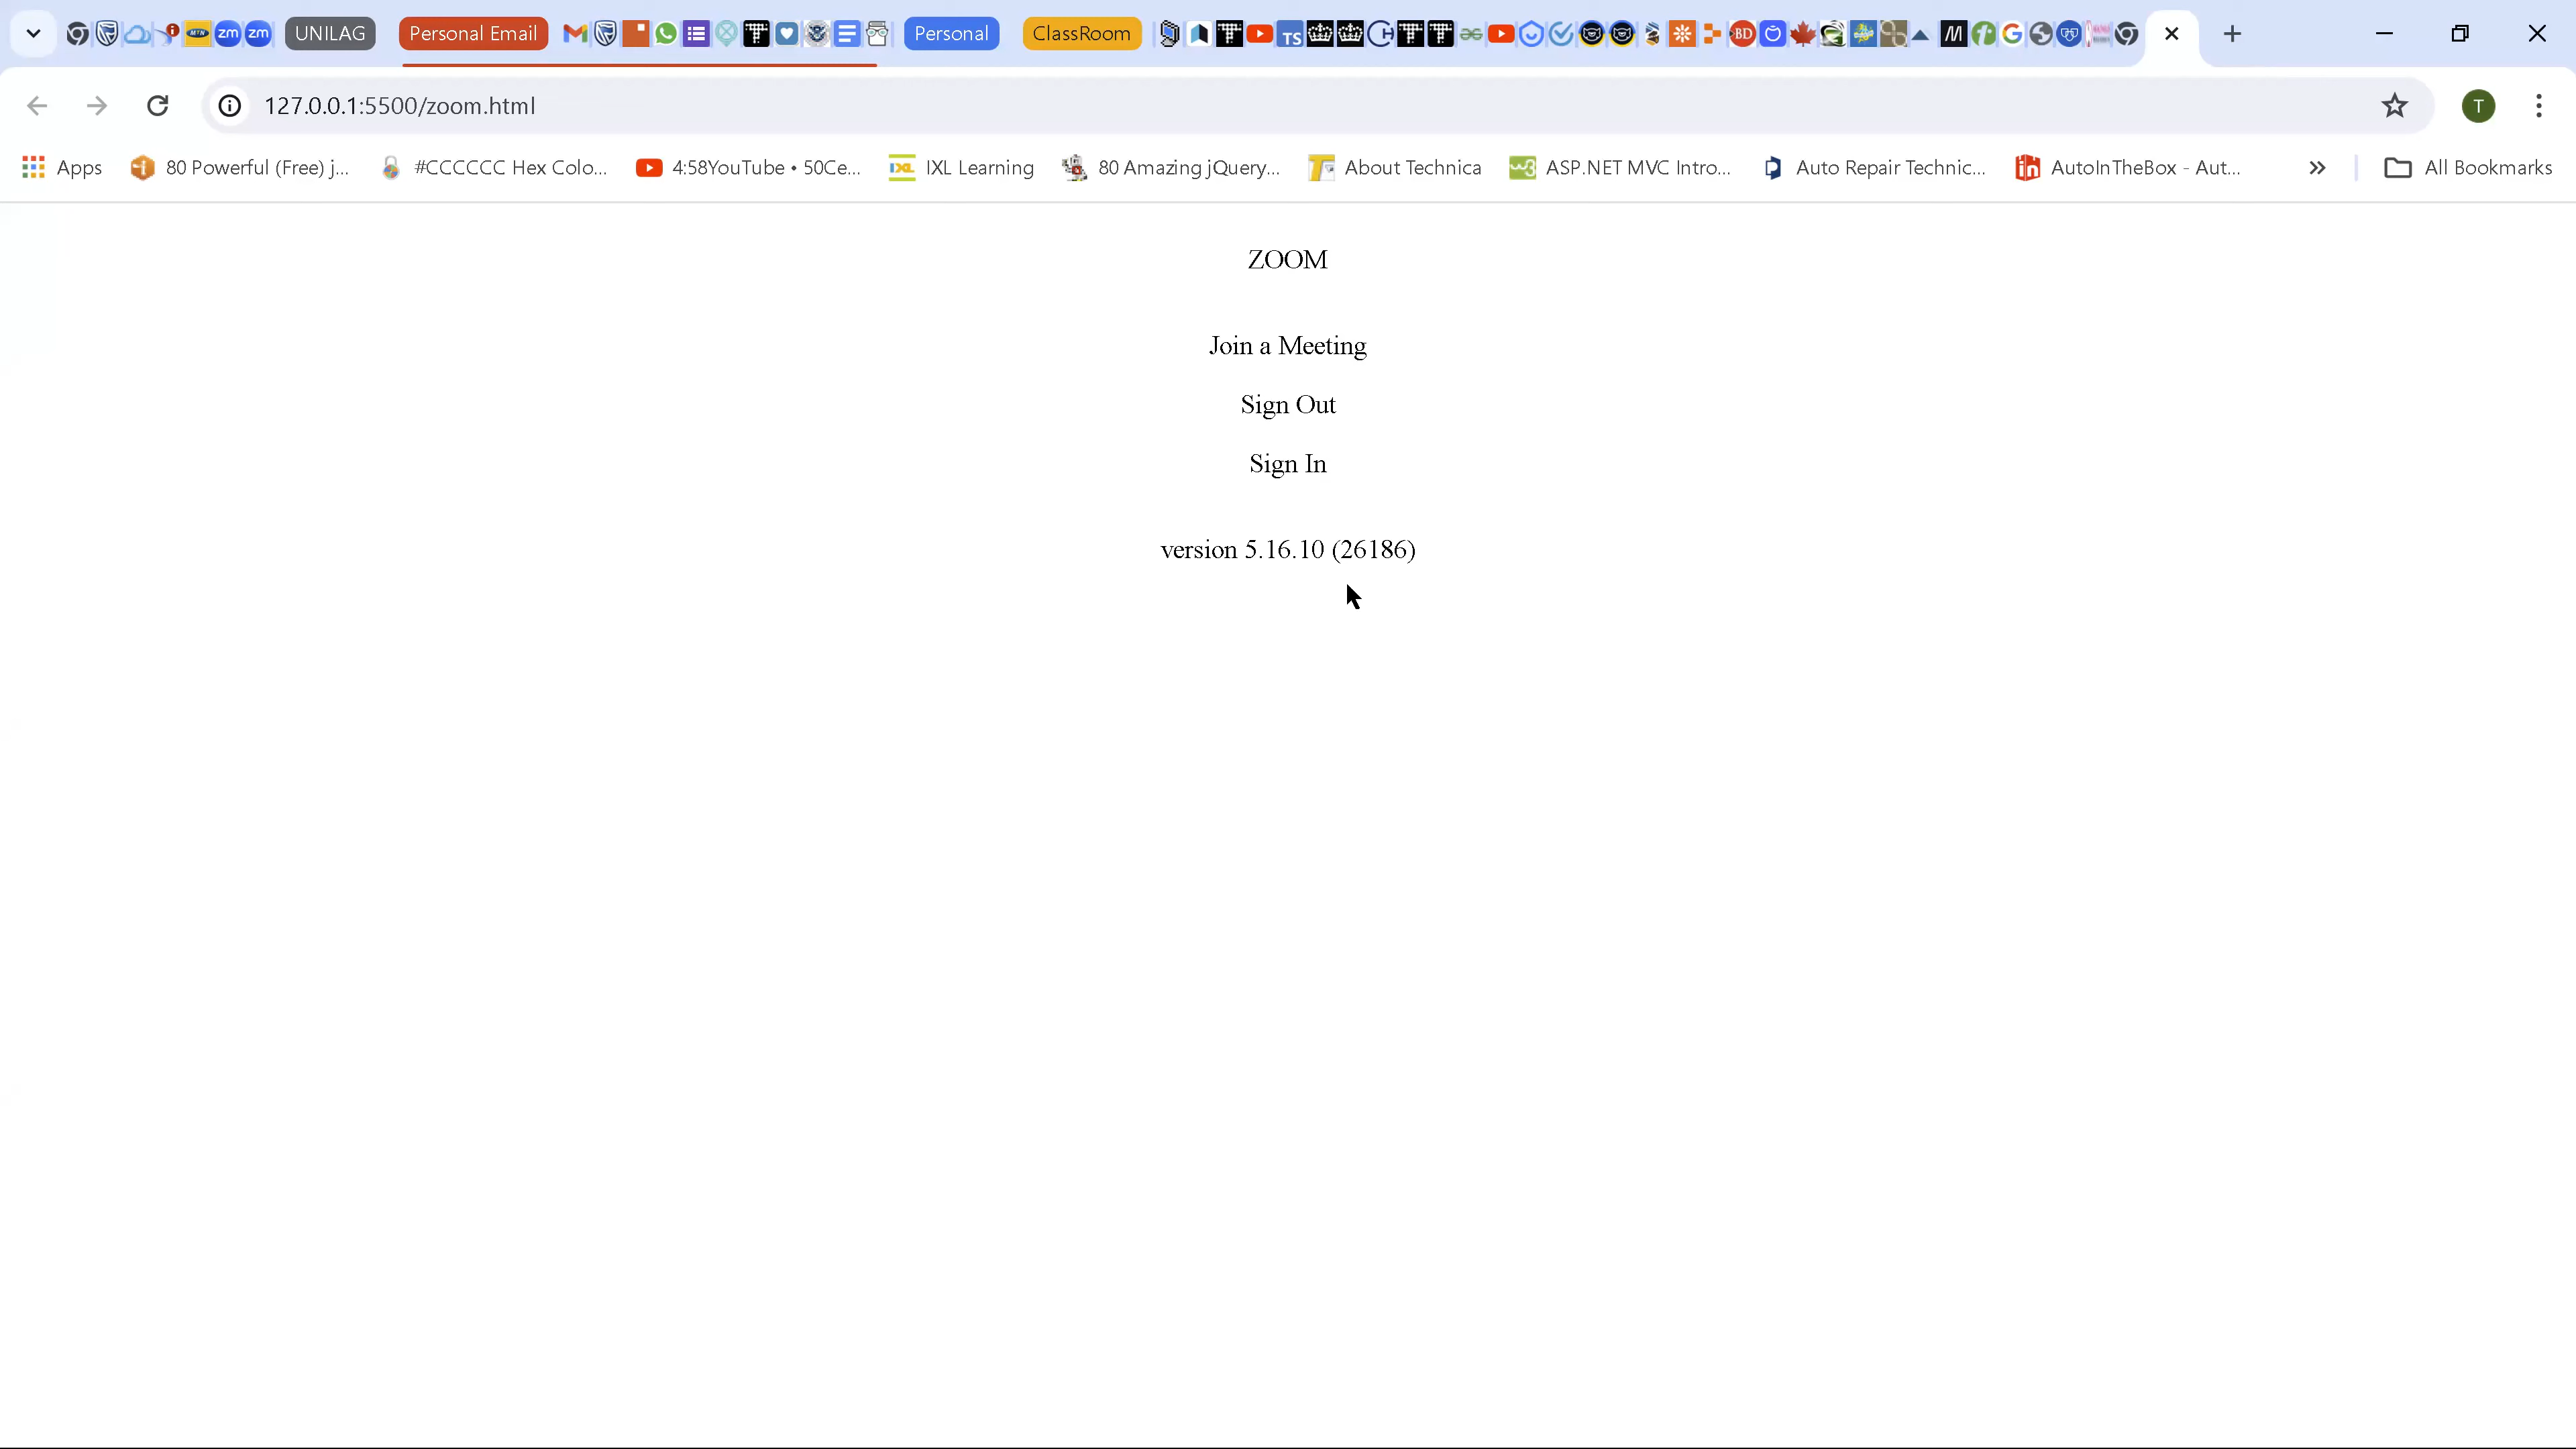 UNILAG Personal Email Personal ClassRoom
127.0.0.1:5500/zoom.html T
Apps 80 Powerful (Free) j... #CCCCCC Hex Colo... 4:58YouTube • 50Ce... IXL Learning 80 Amazing jQuery... About Technica ASP.NET MVC Intro... Auto Repair Technic... AutoInTheBox - Aut... All Bookmarks
ZOOM
Join a Meeting
Sign Out
Sign In
version 5.16.10 (26186)